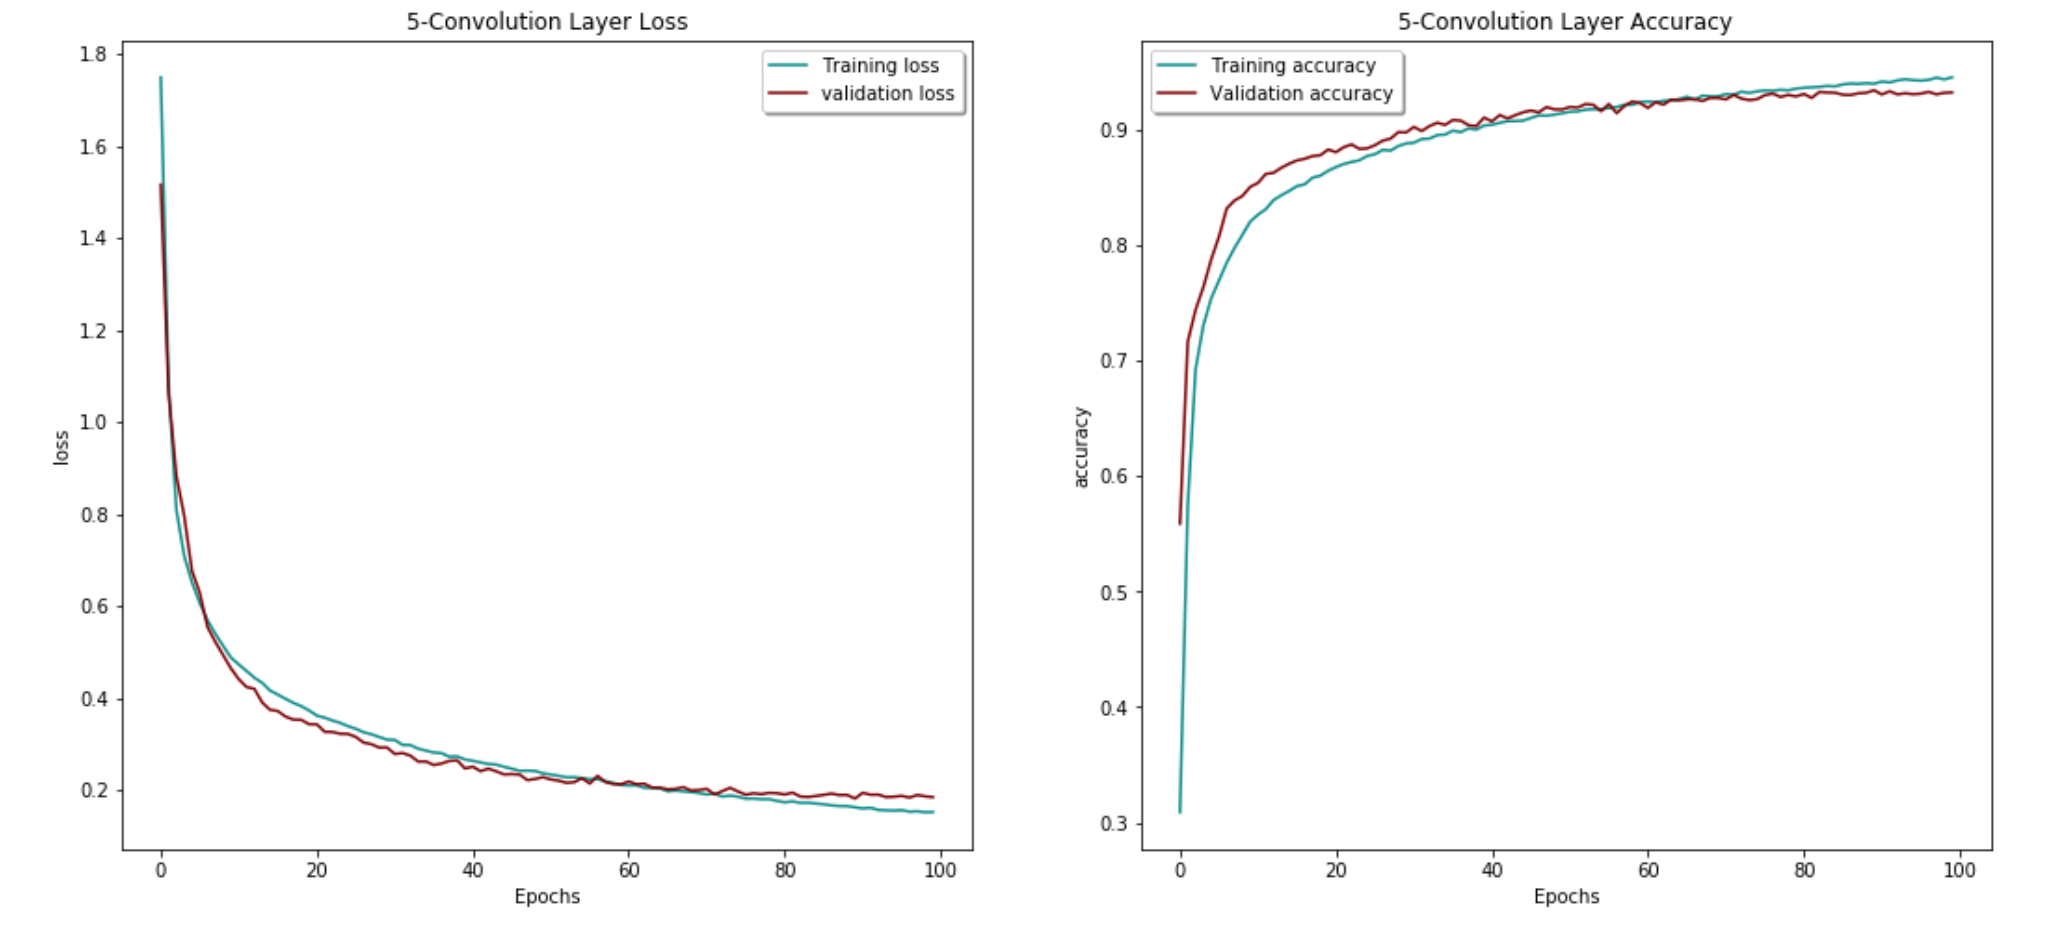 5-Convolution Layer Loss
Training loss
validation loss
1.8
1.6
1.4
1.2
1.0
0.8
0.6
0.4
0.2
loss
0 20 40 60 80 100
Epochs
5-Convolution Layer Accuracy
Training accuracy
Validation accuracy
0.9
0.8
0.7
0.6
0.5
0.4
0.3
accuracy
0 20 40 60 80 100
Epochs